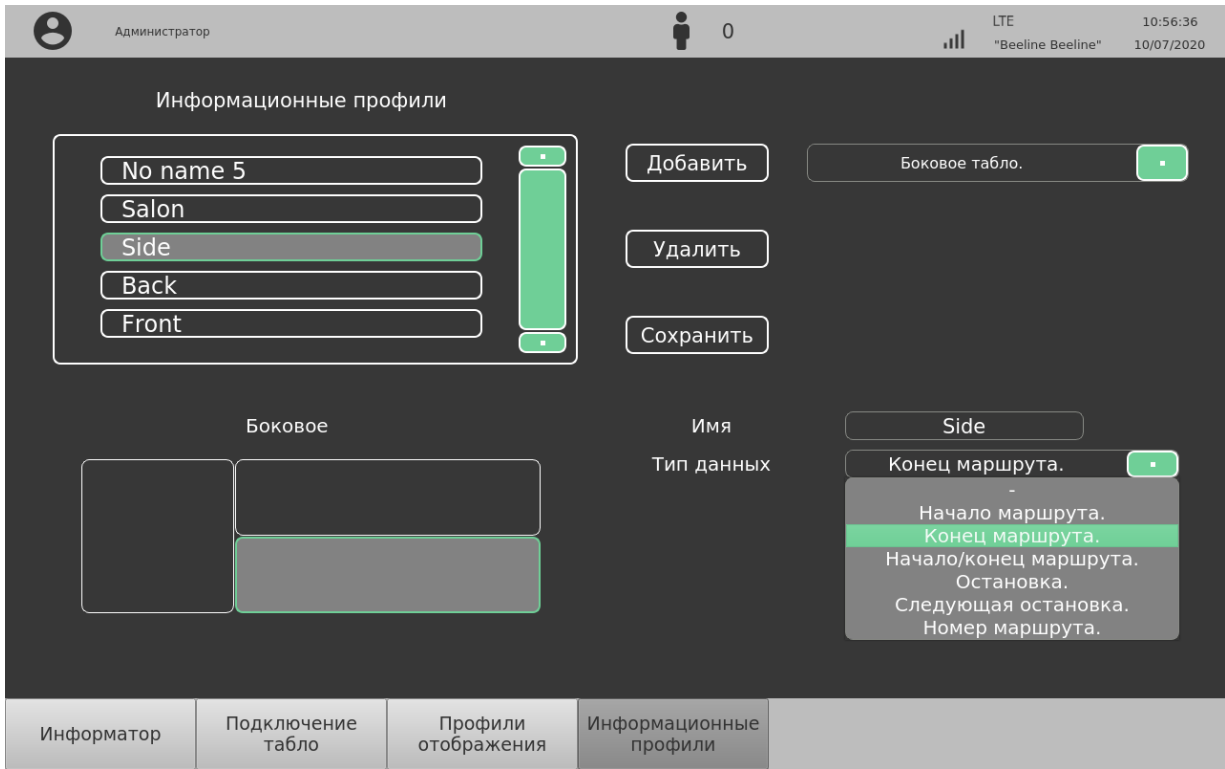 Администратор
0
LTE
10:56:36
"Beeline Beeline"
10/07/2020
Информационные профили
No name 5
Salon
Side
Back
Front
Добавить
Удалить
Сохранить
Боковое табло.
Боковое
Имя
Side
Тип данных
Конец маршрута.
-
Начало маршрута.
Конец маршрута.
Начало/конец маршрута.
Остановка.
Следующая остановка.
Номер маршрута.
Информатор
Подключение
табло
Профили
отображения
Информационные
профили